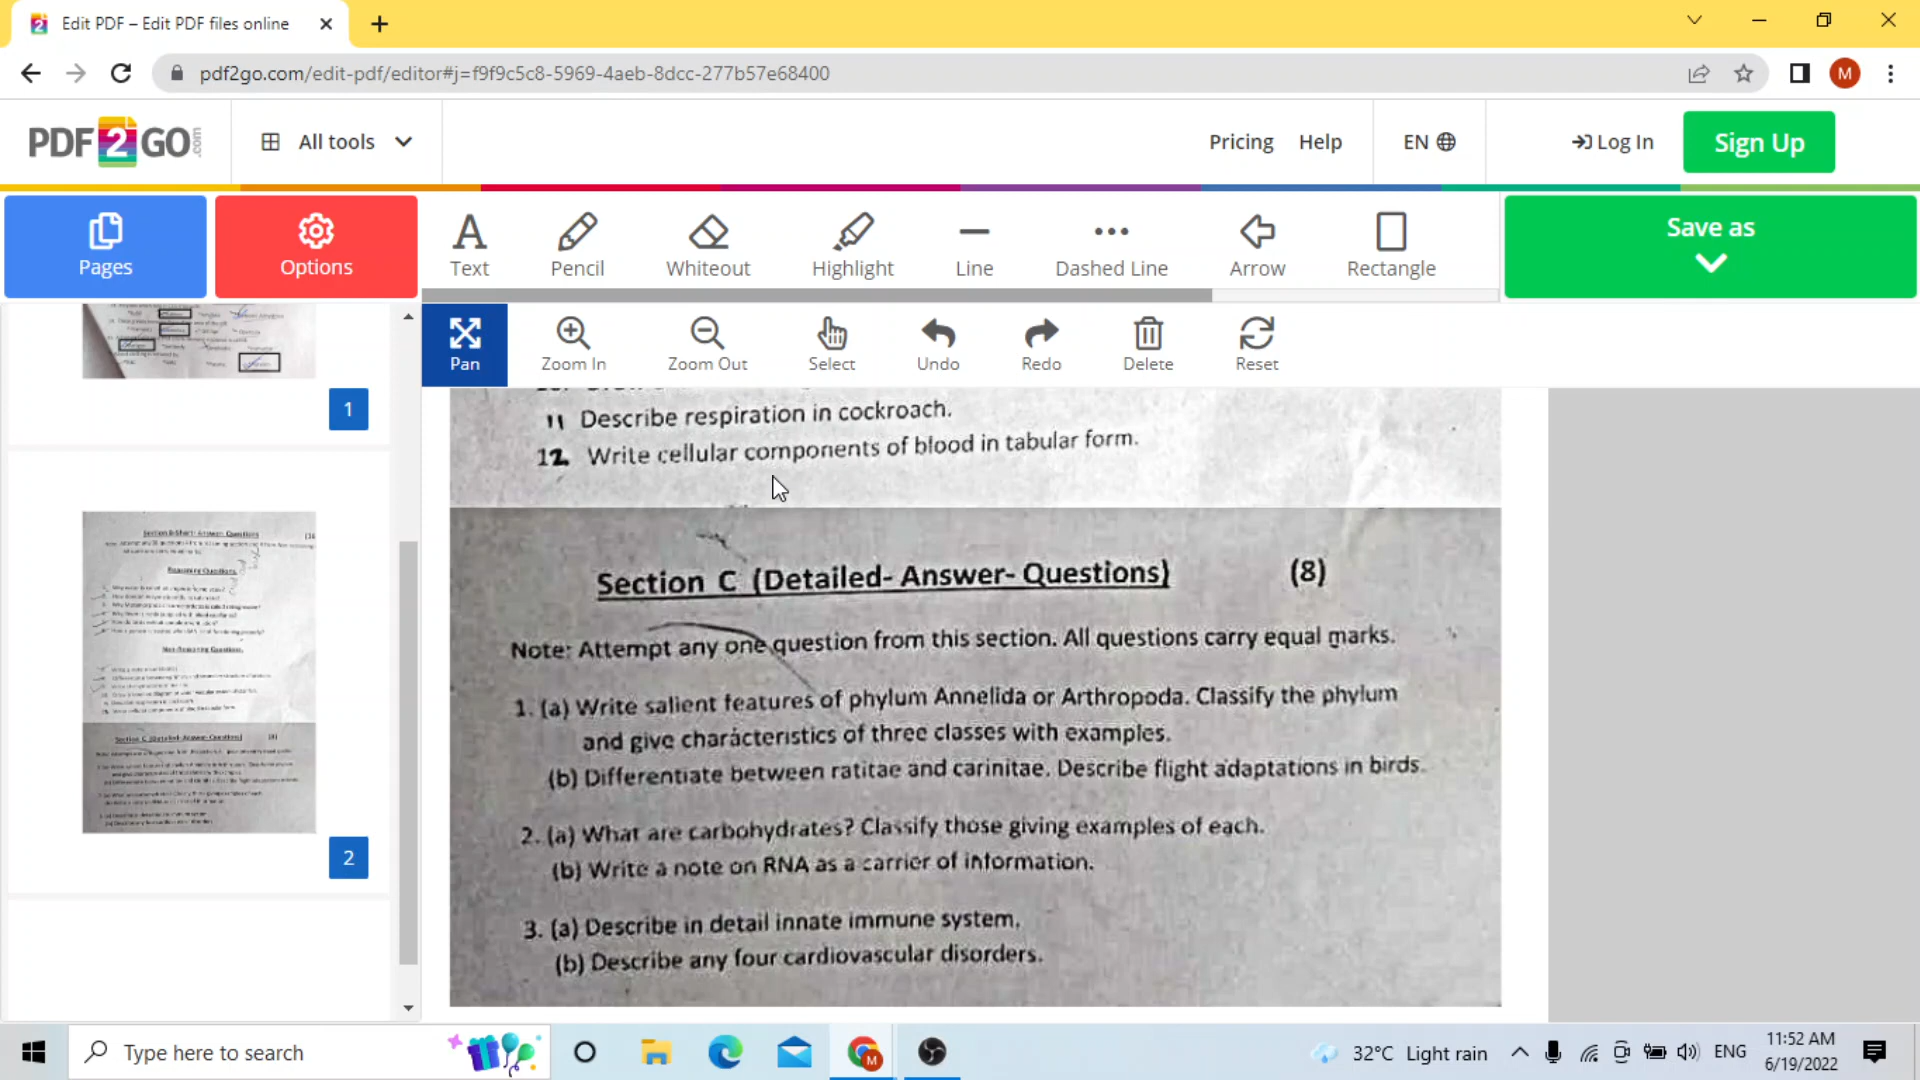 Edit PDF – Edit PDF files online
pdf2go.com/edit-pdf/editor#j=f9f9c5c8-5969-4aeb-8dcc-277b57e68400
M
PDF2GO.com
All tools
Pricing
Help
EN
Log In
Sign Up
Pages
Options
Text
Pencil
Whiteout
Highlight
Line
Dashed Line
Arrow
Rectangle
Save as
Pan
Zoom In
Zoom Out
Select
Undo
Redo
Delete
Reset
1
2
11 Describe respiration in cockroach.
12 Write cellular components of blood in tabular form.
Section C (Detailed- Answer- Questions) (8)
Note: Attempt any one question from this section. All questions carry equal marks.
1. (a) Write salient features of phylum Annelida or Arthropoda. Classify the phylum
and give characteristics of three classes with examples.
(b) Differentiate between ratitae and carinitae. Describe flight adaptations in birds.
2. (a) What are carbohydrates? Classify those giving examples of each.
(b) Write a note on RNA as a carrier of information.
3. (a) Describe in detail innate immune system.
(b) Describe any four cardiovascular disorders.
Type here to search
M
32°C Light rain
ENG
11:52 AM
6/19/2022